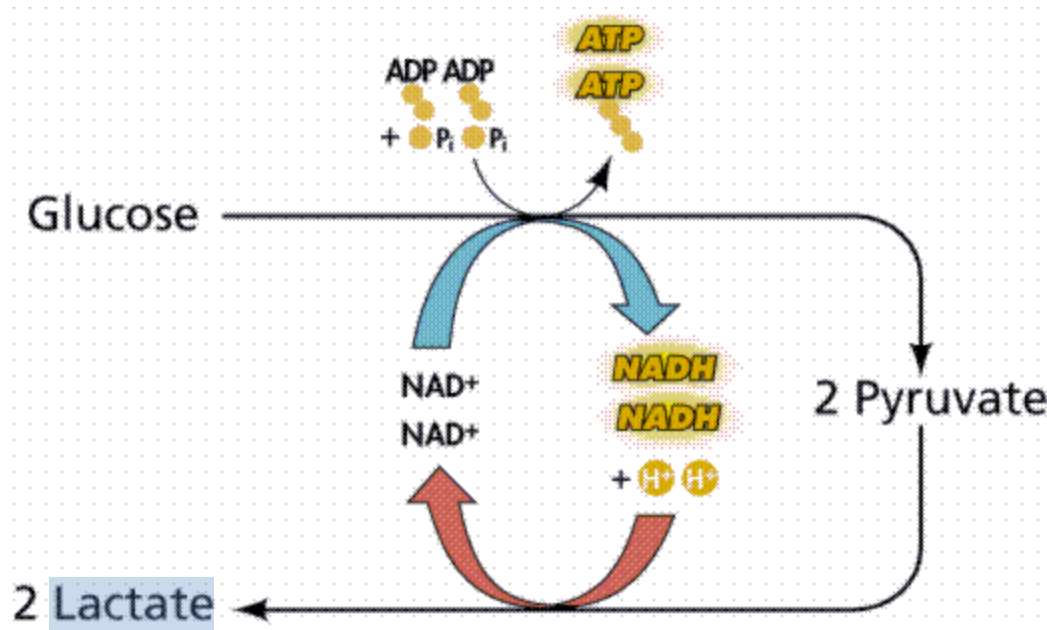 ATP
ATP
ADP ADP
+ Pi Pi
Glucose
NAD+
NAD+
NADH
NADH
+ H+ H+
2 Pyruvate
2 Lactate